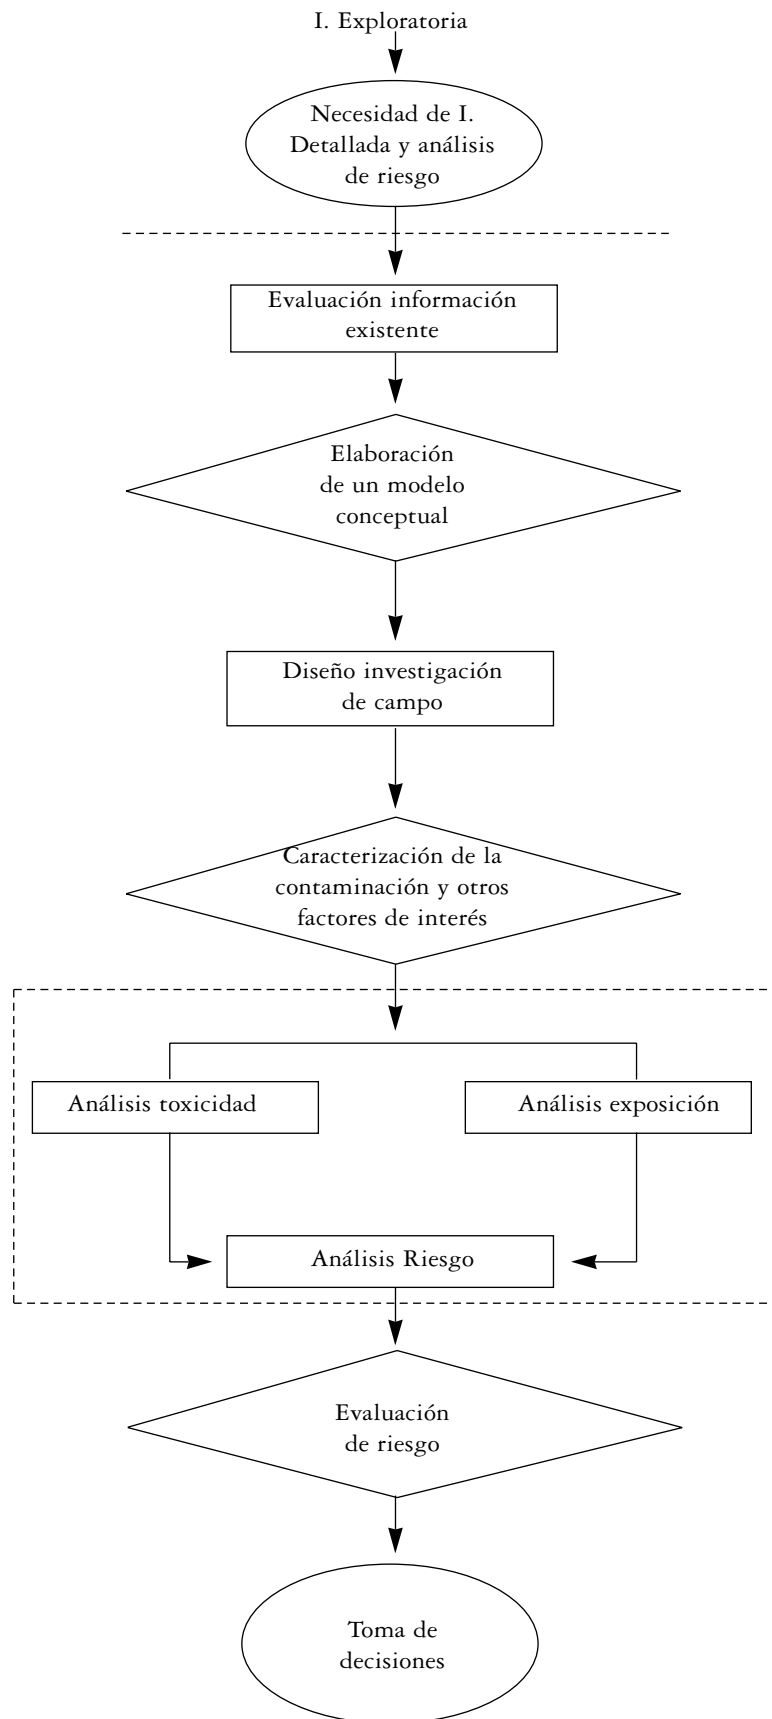 I. Exploratoria
Necesidad de I.
Detallada y análisis
de riesgo
Evaluación información
existente
Elaboración
de un modelo
conceptual
Diseño investigación
de campo
Caracterización de la
contaminación y otros
factores de interés
Análisis toxicidad
Análisis exposición
Análisis Riesgo
Evaluación
de riesgo
Toma de
decisiones